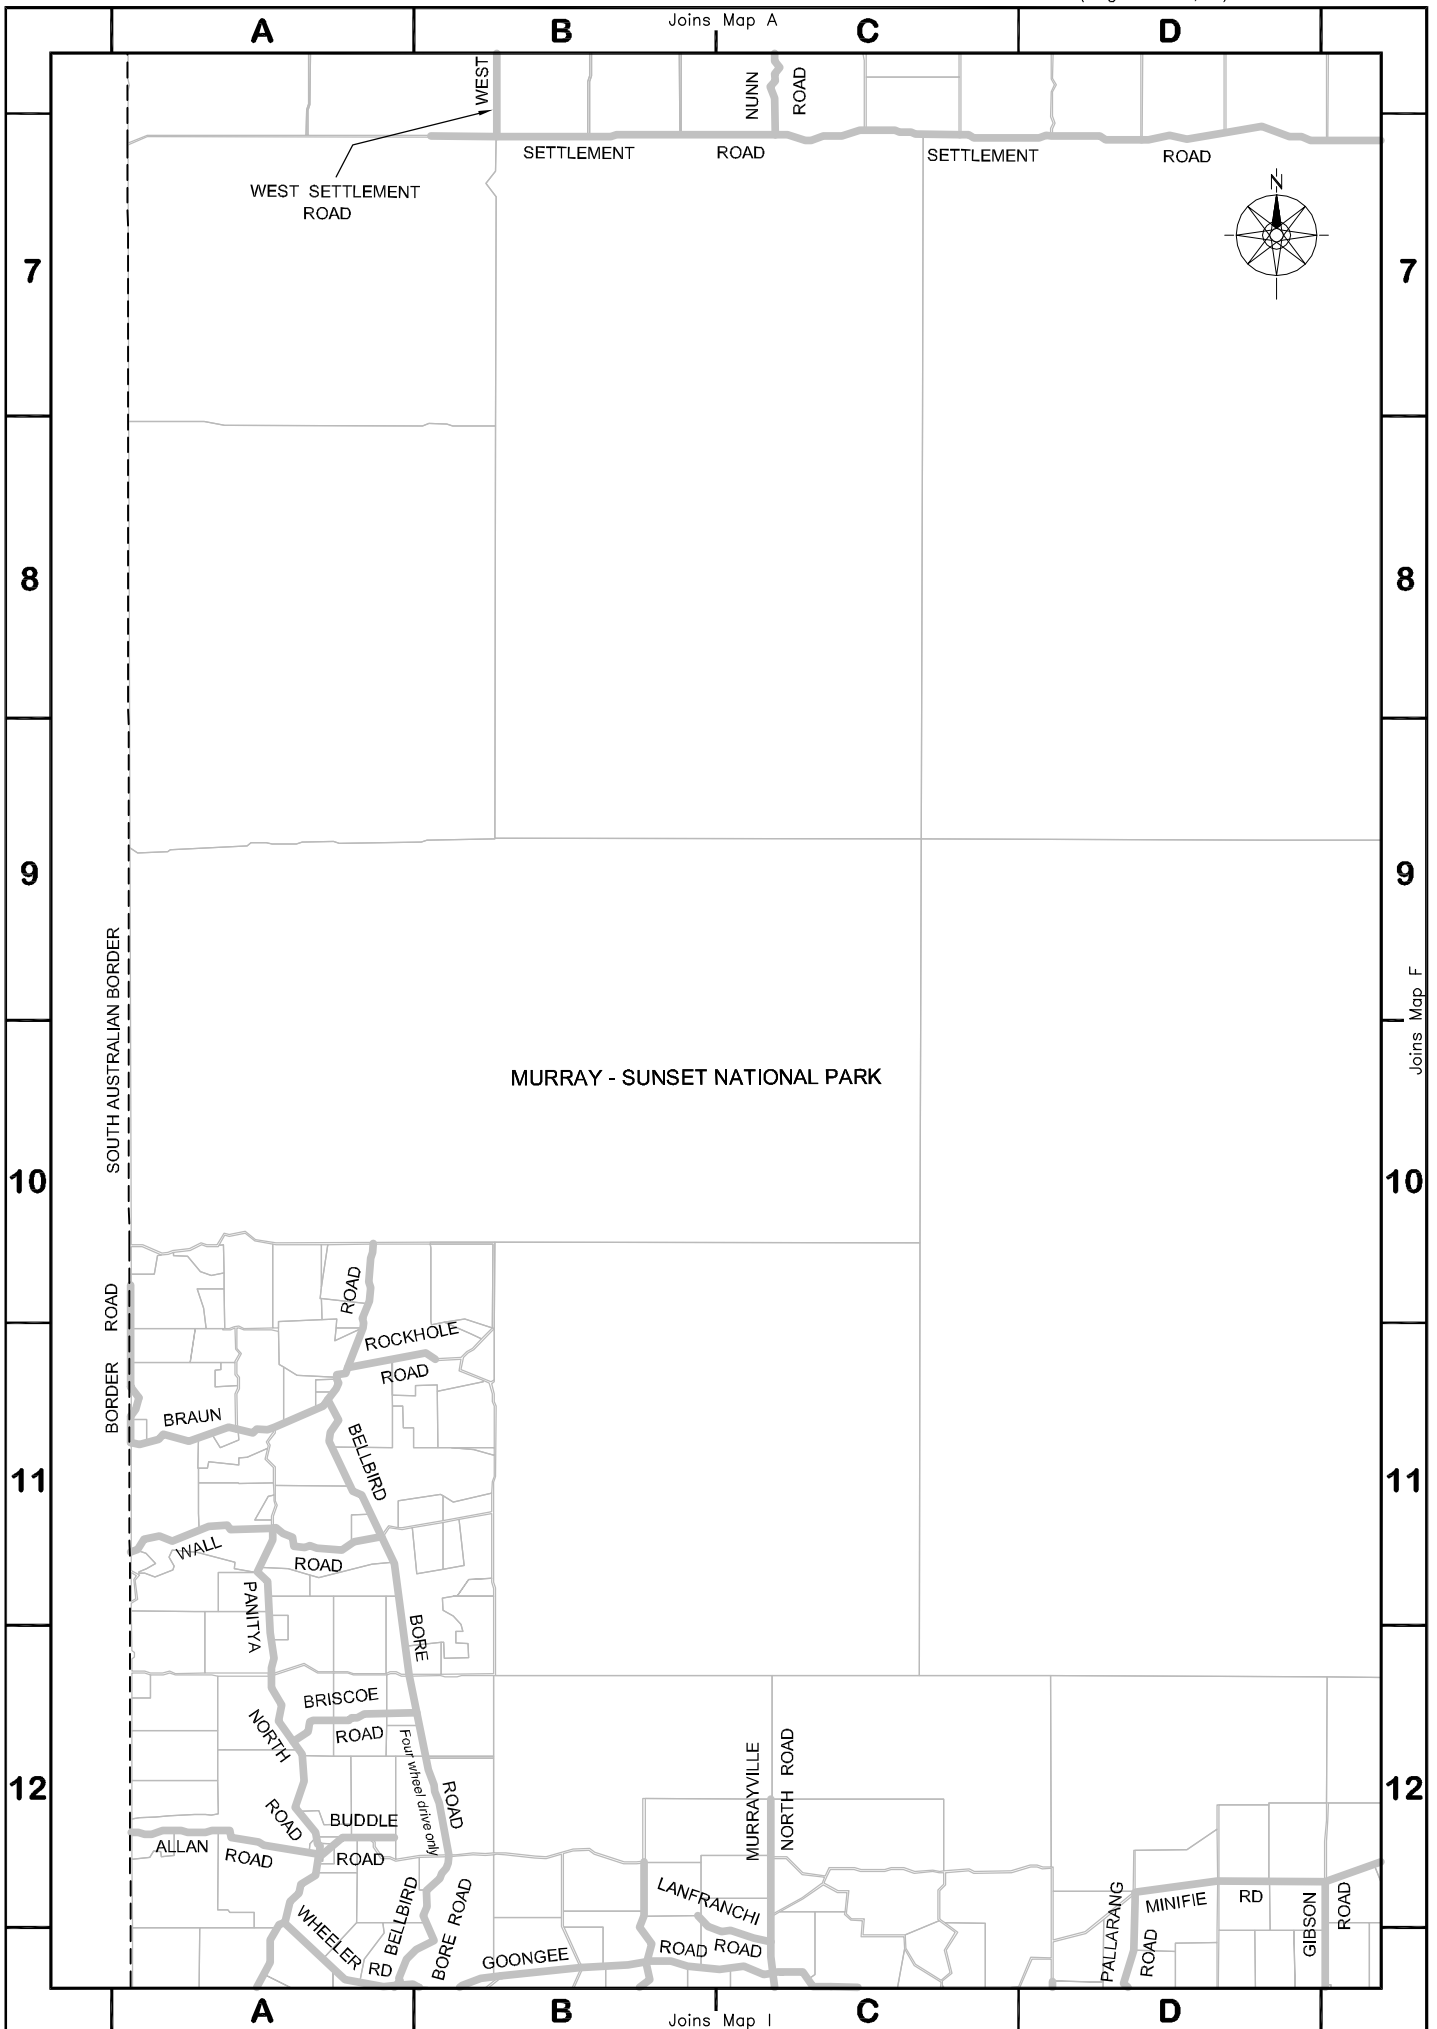 Joins Map A
A
B
C
D
WEST
NUNN
ROAD
SETTLEMENT
ROAD
SETTLEMENT
ROAD
WEST SETTLEMENT
ROAD
N
7
7
8
8
9
9
SOUTH AUSTRALIAN BORDER
Joins Map F
MURRAY - SUNSET NATIONAL PARK
10
10
BORDER ROAD
ROAD
ROCKHOLE
ROAD
BRAUN
BELLBIRD
11
11
WALL
ROAD
PANITYA
BORE
BRISCOE
ROAD
NORTH
Four wheel drive only
MURRAYVILLE
NORTH ROAD
12
12
ROAD
ROAD
BUDDLE
ROAD
ALLAN
ROAD
LANFRANCHI
ROAD
MINIFIE
RD
PALLARANG
ROAD
GIBSON
ROAD
WHEELER
RD
BELLBIRD
BORE ROAD
GOONGEE
ROAD
A
B
C
D
Joins Map I